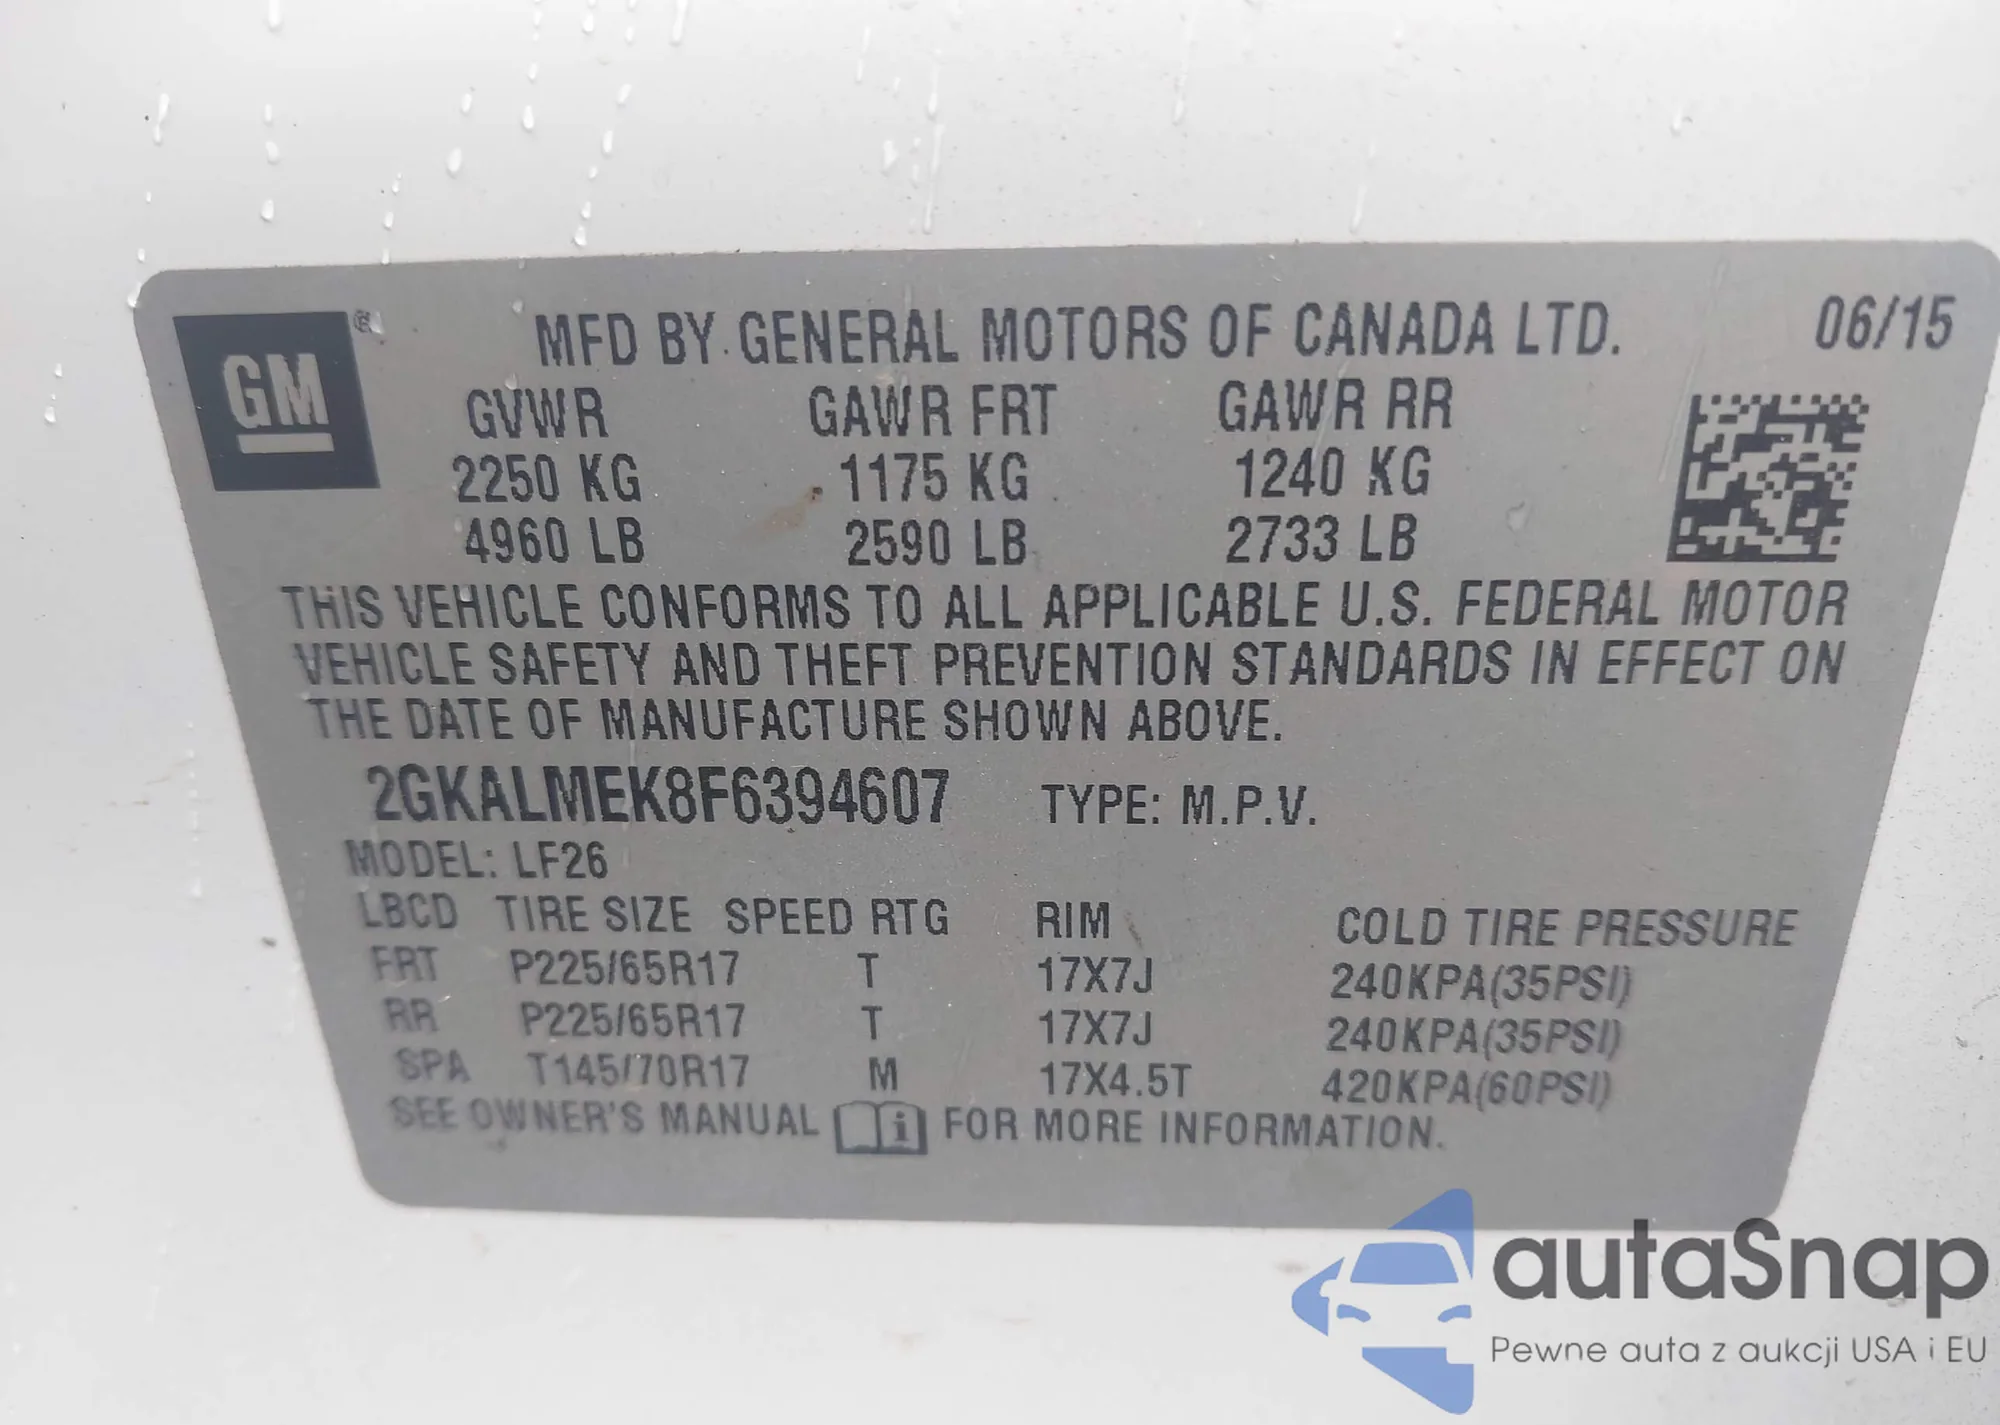 GM ® MFD BY GENERAL MOTORS OF CANADA LTD. 06/15
GVWR GAWR FRT GAWR RR
2250 KG 1175 KG 1240 KG
4960 LB 2590 LB 2733 LB
THIS VEHICLE CONFORMS TO ALL APPLICABLE U.S. FEDERAL MOTOR
VEHICLE SAFETY AND THEFT PREVENTION STANDARDS IN EFFECT ON
THE DATE OF MANUFACTURE SHOWN ABOVE.
2GKALMEK8F6394607 TYPE: M.P.V.
MODEL: LF26
LBCD TIRE SIZE SPEED RTG RIM COLD TIRE PRESSURE
FRT P225/65R17 T 17X7J 240KPA(35PSI)
RR P225/65R17 T 17X7J 240KPA(35PSI)
SPA T145/70R17 M 17X4.5T 420KPA(60PSI)
SEE OWNER'S MANUAL i FOR MORE INFORMATION.
autaSnap
Pewne auta z aukcji USA i EU